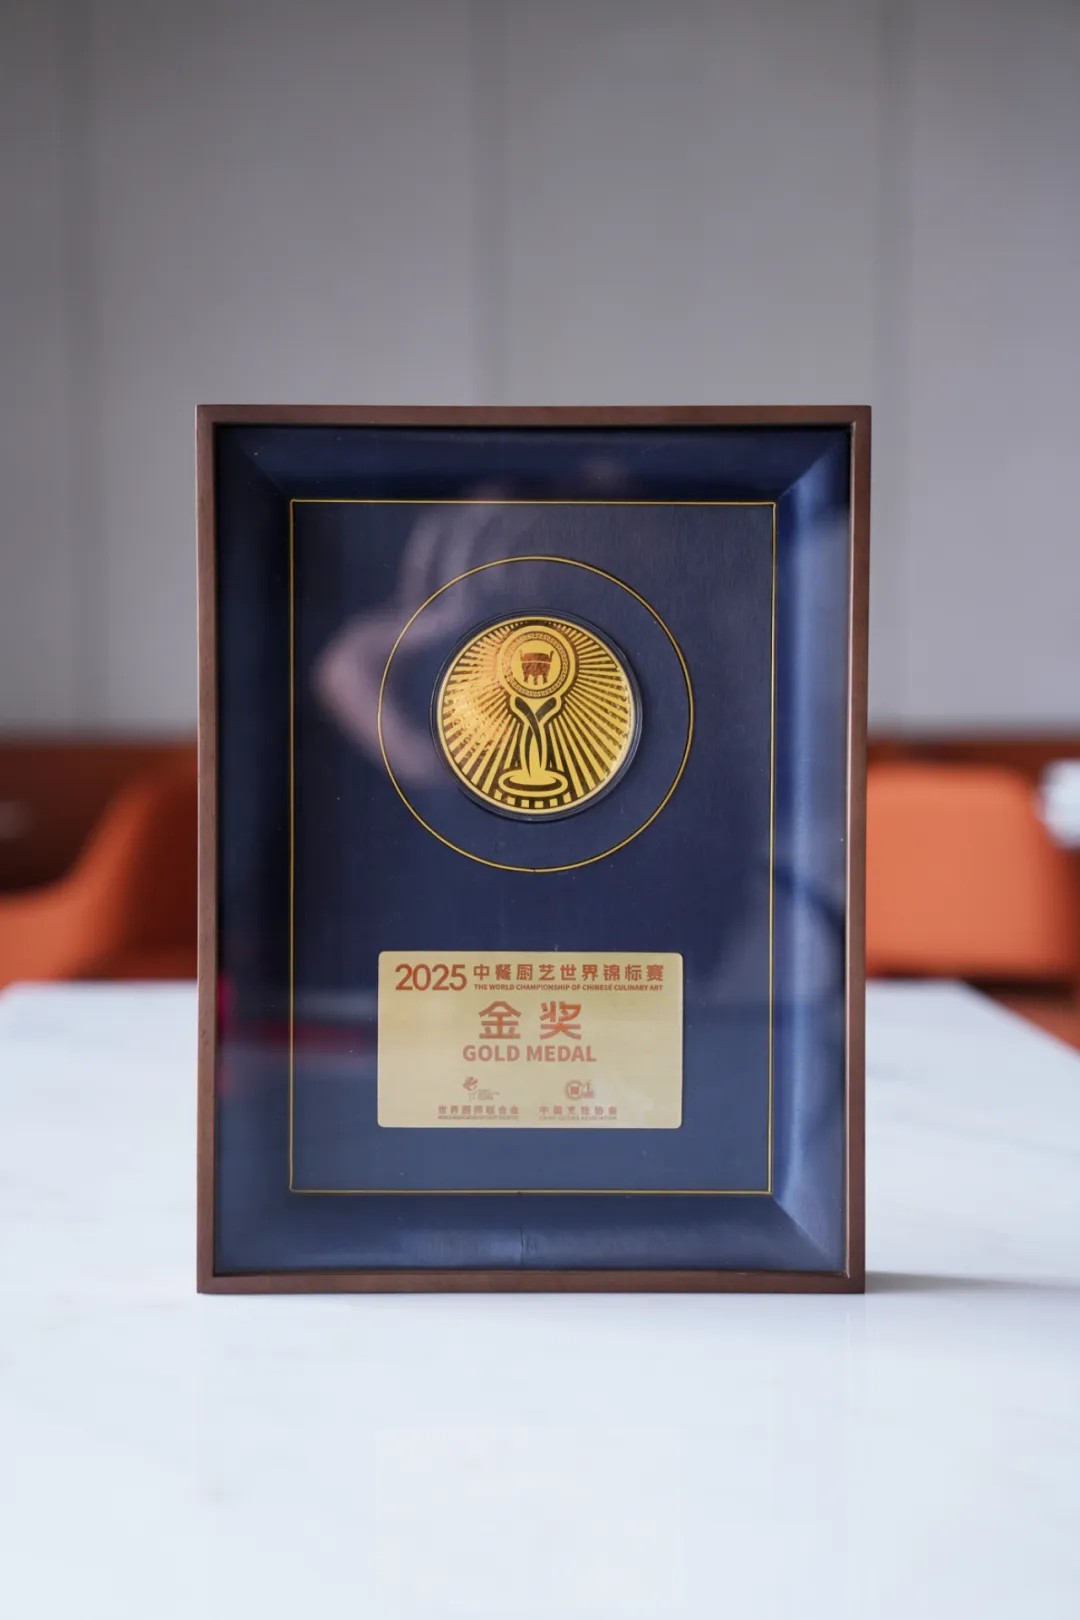 2025 中餐厨艺世界锦标赛
THE WORLD CHAMPIONSHIP OF CHINESE CULINARY ART
金奖
GOLD MEDAL
世界厨师联合会 中国烹饪协会